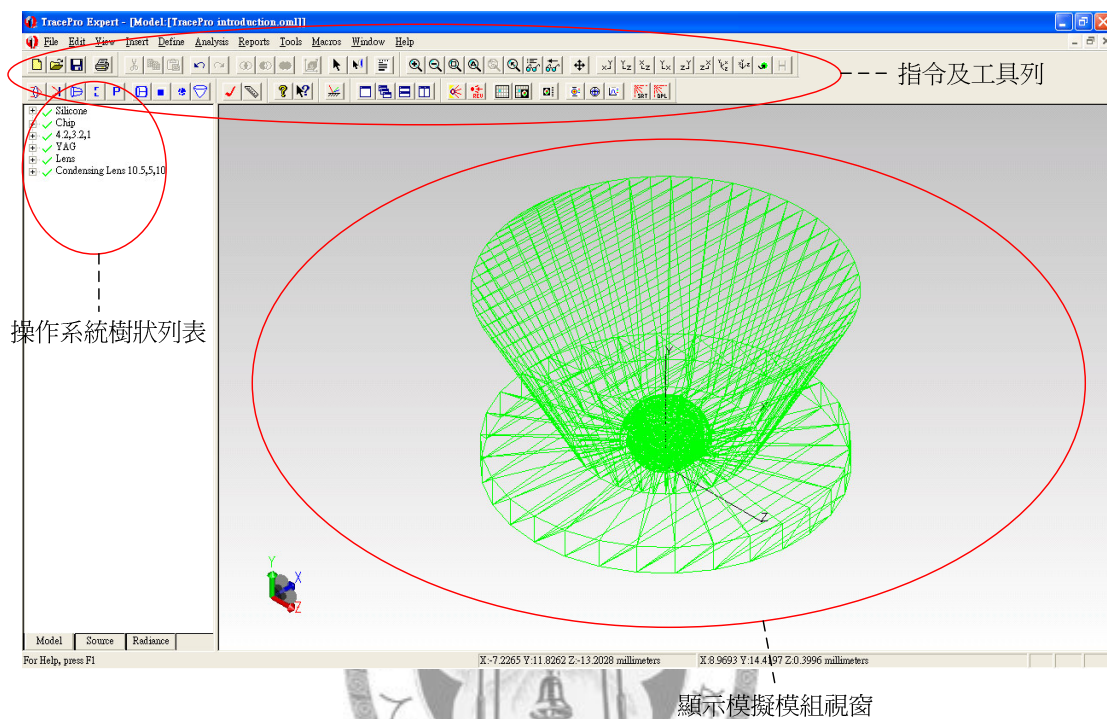 TracePro Expert - [Model:[TracePro introduction.oml]]
File Edit View Insert Define Analysis Reports Tools Macros Window Help
指令及工具列
Silicone
Chip
4.2,3.2,1
YAG
Lens
Condensing Lens 10.5,5,10
操作系統樹狀列表
Y
X
Z
Y
X
Z
Model Source Radiance
For Help, press F1 X:-7.2265 Y:11.8262 Z:-13.2028 millimeters X:8.9693 Y:14.4197 Z:0.3996 millimeters
顯示模擬模組視窗